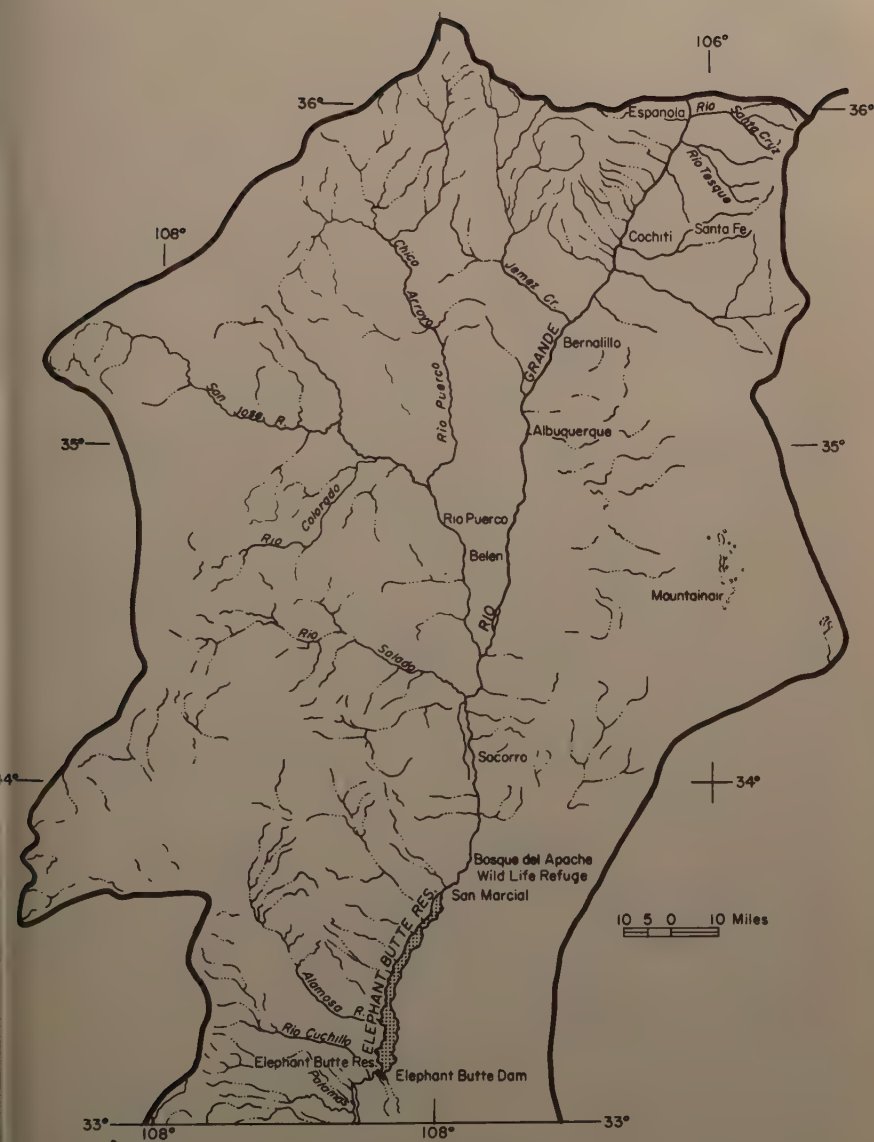 106°
36°
Espanola
Rio
Santa Cruz
36°
Rio Tesque
108°
Chico
Arroyo
Cochiti
Santa Fe
Jemez Cr.
GRANDE
Bernalillo
San Jose R.
Rio Puerco
35°
Albuquerque
35°
Rio Colorado
Rio Puerco
Belen
Mountainair
RIO
Rio Salado
Socorro
4°
34°
Bosque del Apache
Wild Life Refuge
San Marcial
10 5 0 10 Miles
ELEPHANT BUTTE RES.
Alamosa R.
Rio Cuchillo
Elephant Butte Res.
Elephant Butte Dam
Palomas
33°
108°
108°
33°